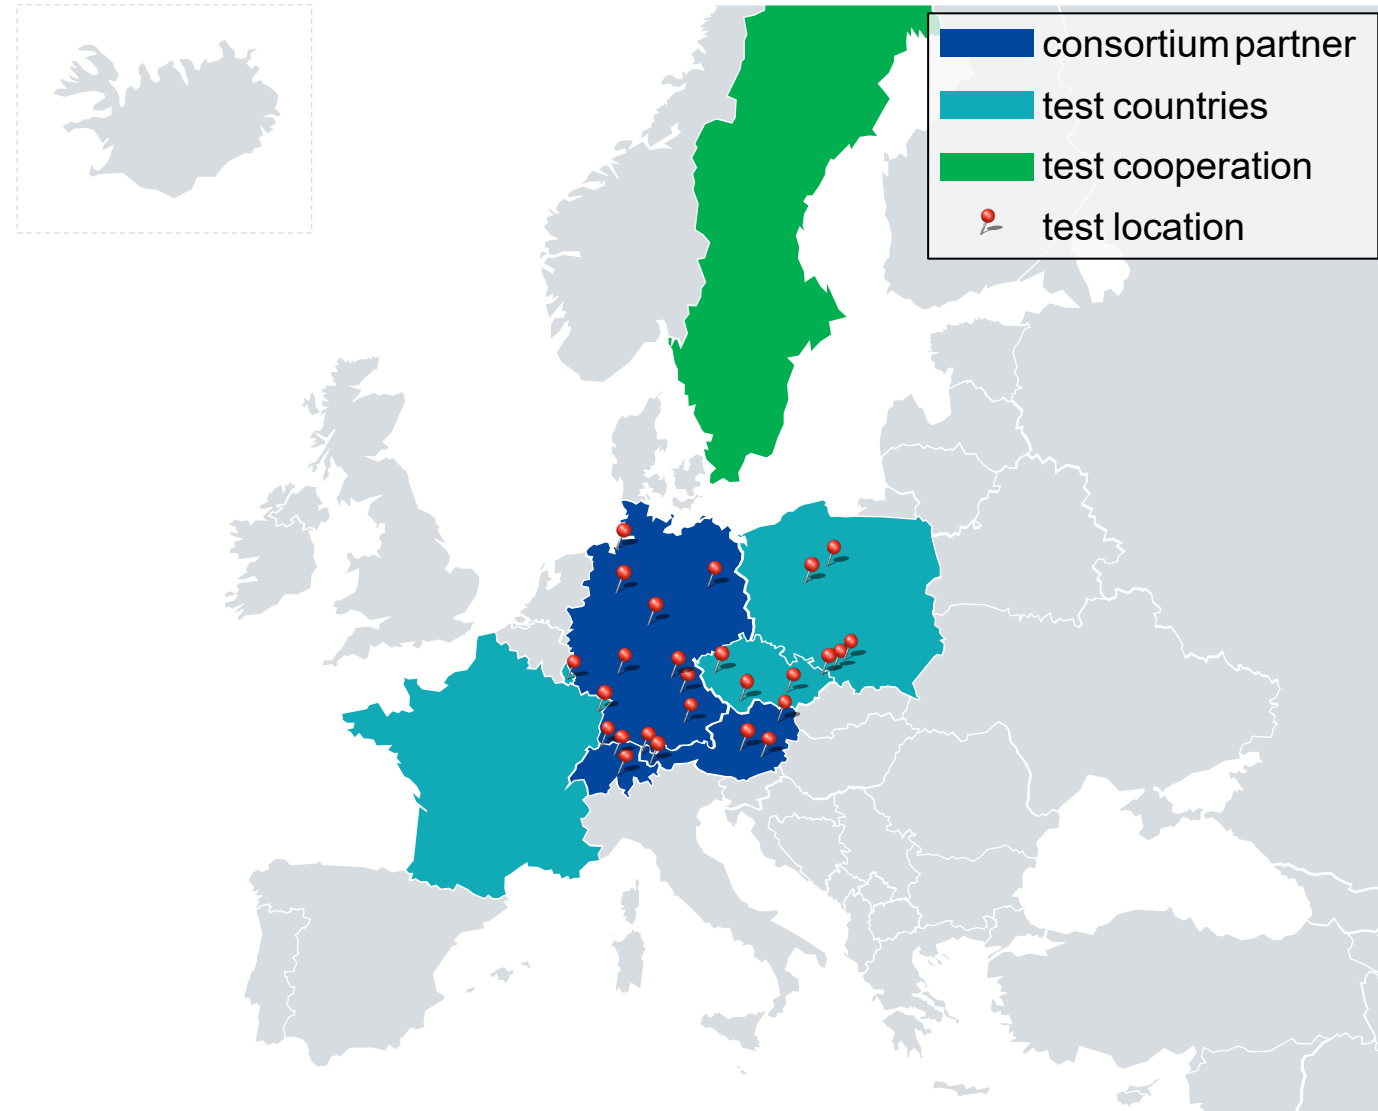 consortium partner
test countries
test cooperation
test location